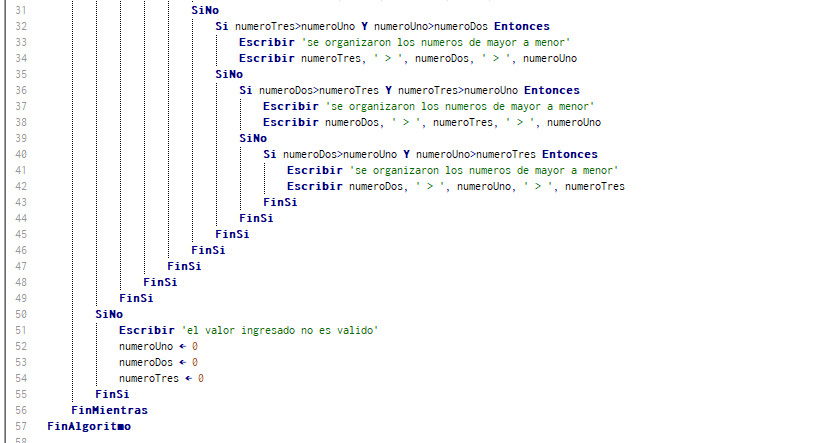 31 SiNo
32 Si numeroTres>numeroUno Y numeroUno>numeroDos Entonces
33 Escribir 'se organizaron los numeros de mayor a menor'
34 Escribir numeroTres, ' > ', numeroDos, ' > ', numeroUno
35 SiNo
36 Si numeroDos>numeroTres Y numeroTres>numeroUno Entonces
37 Escribir 'se organizaron los numeros de mayor a menor'
38 Escribir numeroDos, ' > ', numeroTres, ' > ', numeroUno
39 SiNo
40 Si numeroDos>numeroUno Y numeroUno>numeroTres Entonces
41 Escribir 'se organizaron los numeros de mayor a menor'
42 Escribir numeroDos, ' > ', numeroUno, ' > ', numeroTres
43 FinSi
44 FinSi
45 FinSi
46 FinSi
47 FinSi
48 FinSi
49 FinSi
50 SiNo
51 Escribir 'el valor ingresado no es valido'
52 numeroUno ← 0
53 numeroDos ← 0
54 numeroTres ← 0
55 FinSi
56 FinMientras
57 FinAlgoritmo
58